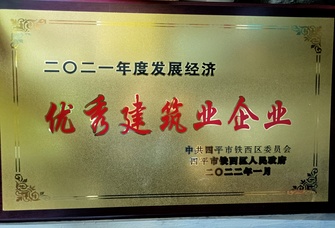 二〇二一年度发展经济
优秀建筑业企业
中共四平市铁西区委员会
四平市铁西区人民政府
二〇二二年一月